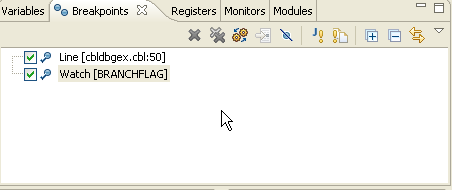 Variables Breakpoints Registers Monitors Modules
Line [cbldbgex.cbl:50]
Watch [BRANCHFLAG]